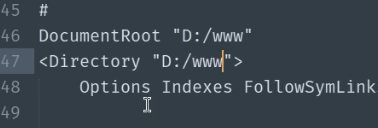 45 #
46 DocumentRoot "D:/www"
47 <Directory "D:/www">
48 Options Indexes FollowSymLink
49